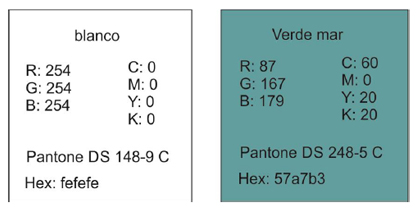 blanco
R: 254
G: 254
B: 254
C: 0
M: 0
Y: 0
K: 0
Pantone DS 148-9 C
Hex: fefefe
Verde mar
R: 87
G: 167
B: 179
C: 60
M: 0
Y: 20
K: 20
Pantone DS 248-5 C
Hex: 57a7b3